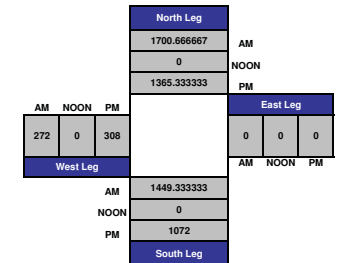 North Leg
1700.666667 AM
0 NOON
1365.333333 PM
AM NOON PM East Leg
272 0 308 0 0 0
West Leg AM NOON PM
AM 1449.333333
NOON 0
PM 1072
South Leg